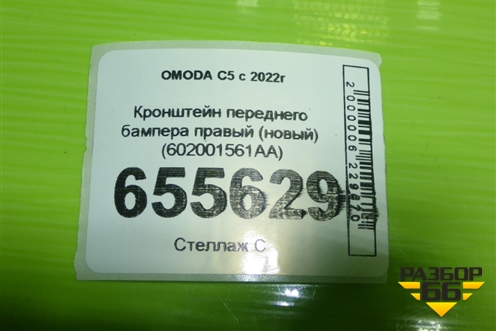 OMODA C5 с 2022г
Кронштейн переднего
бампера правый (новый)
(602001561AA)
655629
Стеллаж С
РАЗБОР
66